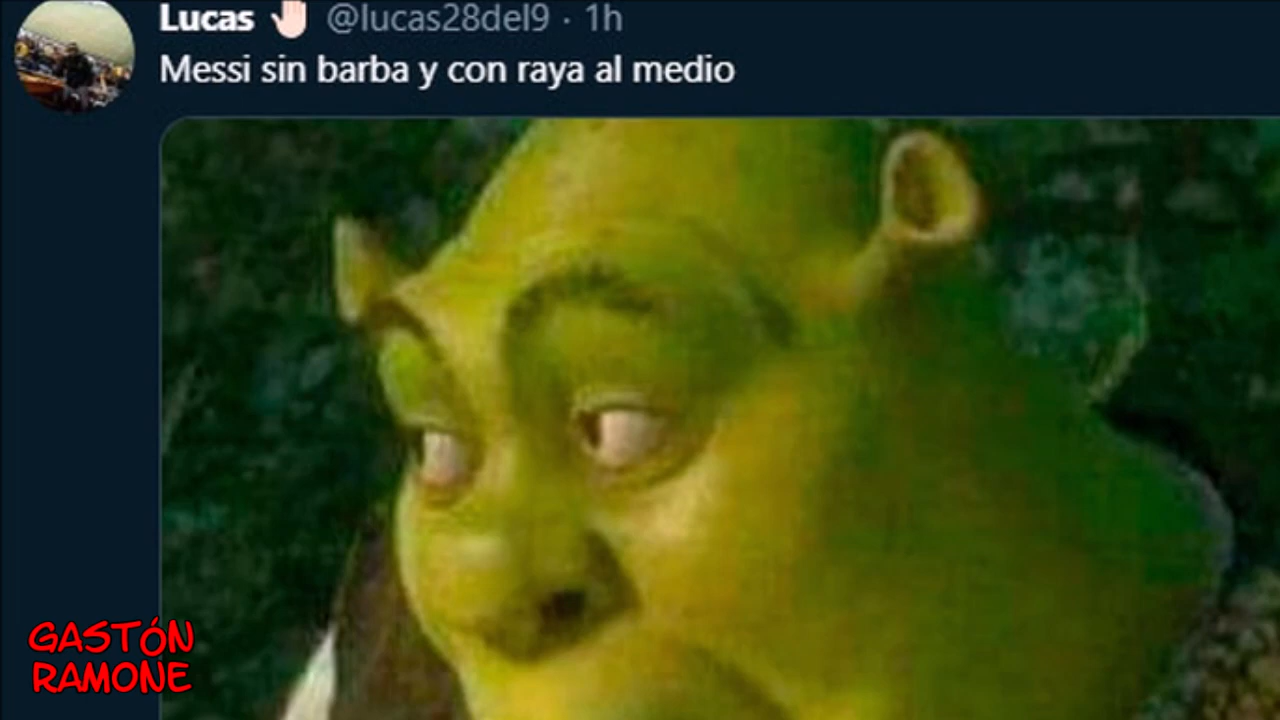 Lucas 🤚🏻 @lucas28del9 · 1h
Messi sin barba y con raya al medio
GASTÓN
RAMONE